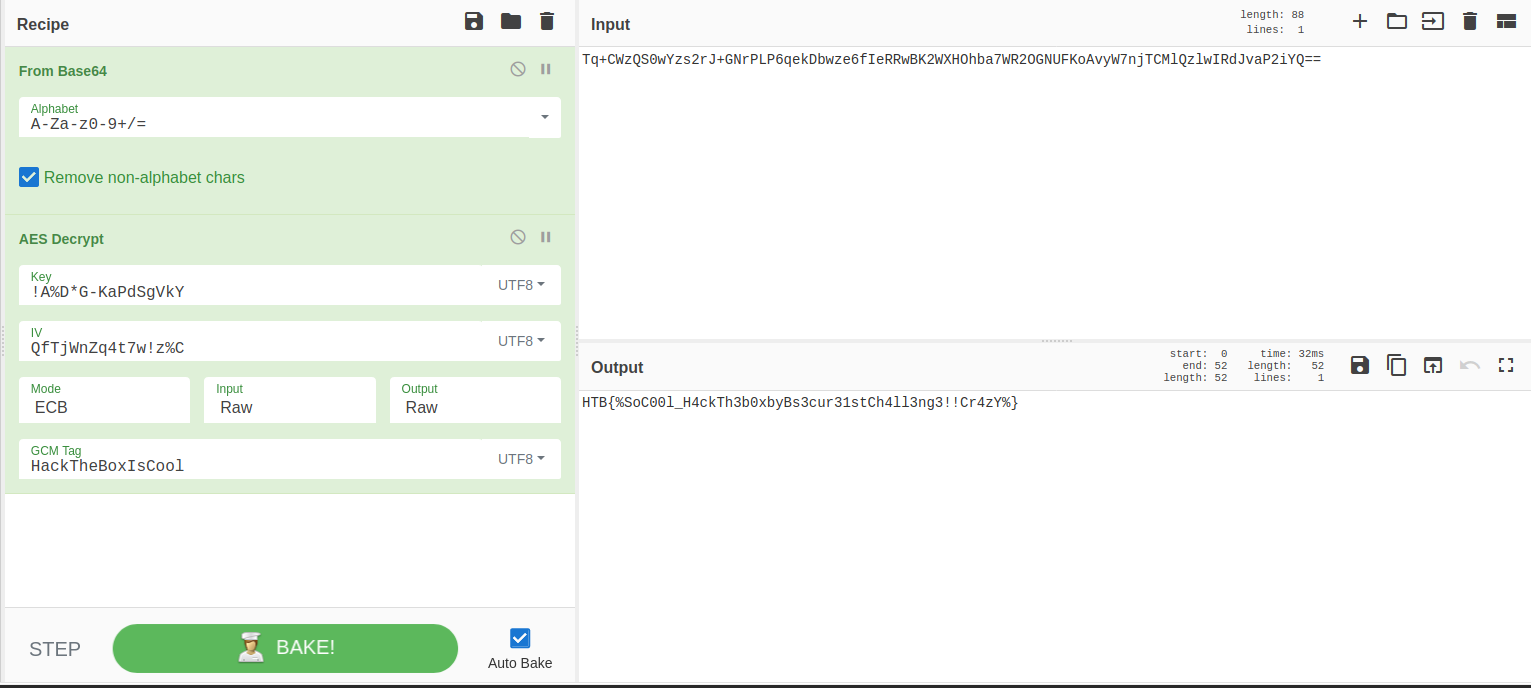 Recipe
From Base64
Alphabet
A-Za-z0-9+/=
Remove non-alphabet chars
AES Decrypt
Key
!A%D*G-KaPdSgVkY
UTF8
IV
QfTjWnZq4t7w!z%C
UTF8
Mode
ECB
Input
Raw
Output
Raw
GCM Tag
HackTheBoxIsCool
UTF8
STEP
BAKE!
Auto Bake
Input
length: 88
lines: 1
Tq+CWzQS0wYzs2rJ+GNrPLP6qekDbwze6fIeRRwBK2WXHOhba7WR2OGNUFKoAvyW7njTCMlQzlwIRdJvaP2iYQ==
Output
start: 0
end: 52
length: 52
time: 32ms
length: 52
lines: 1
HTB{%SoC00l_H4ckTh3b0xbyBs3cur31stCh4ll3ng3!!Cr4zY%}